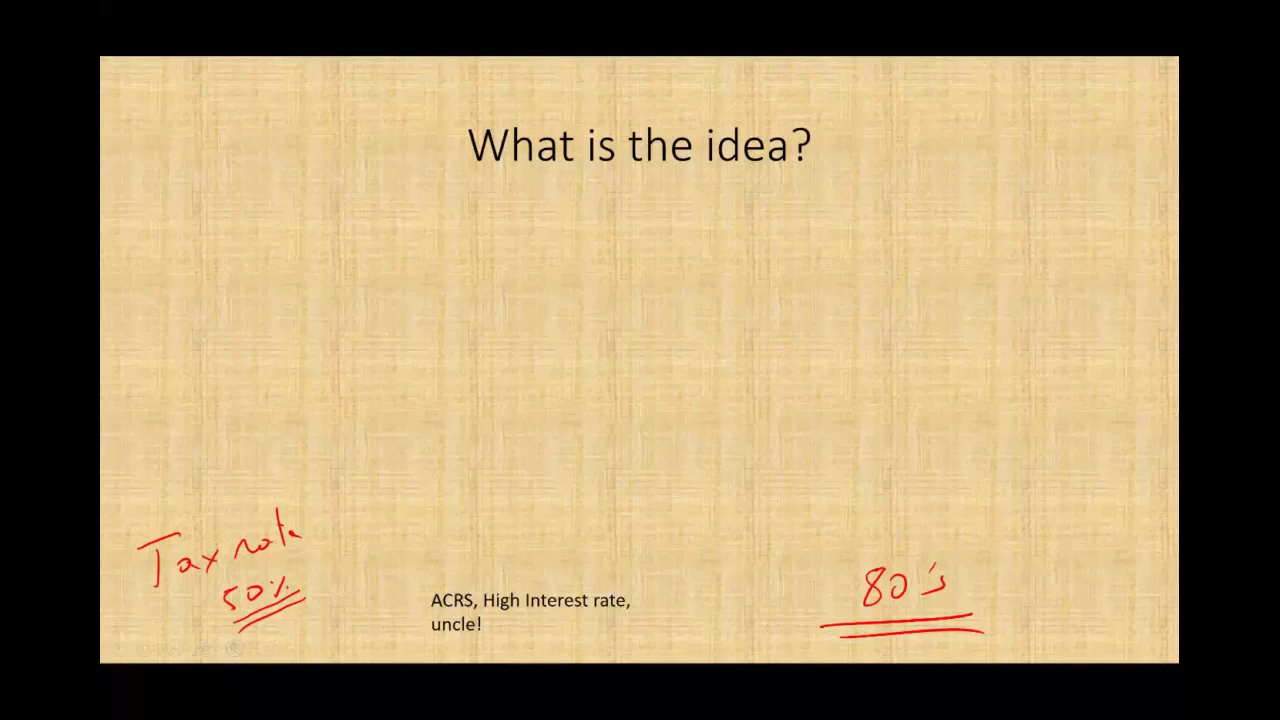 What is the idea?
Tax rate
50%
ACRS, High Interest rate,
uncle!
80's